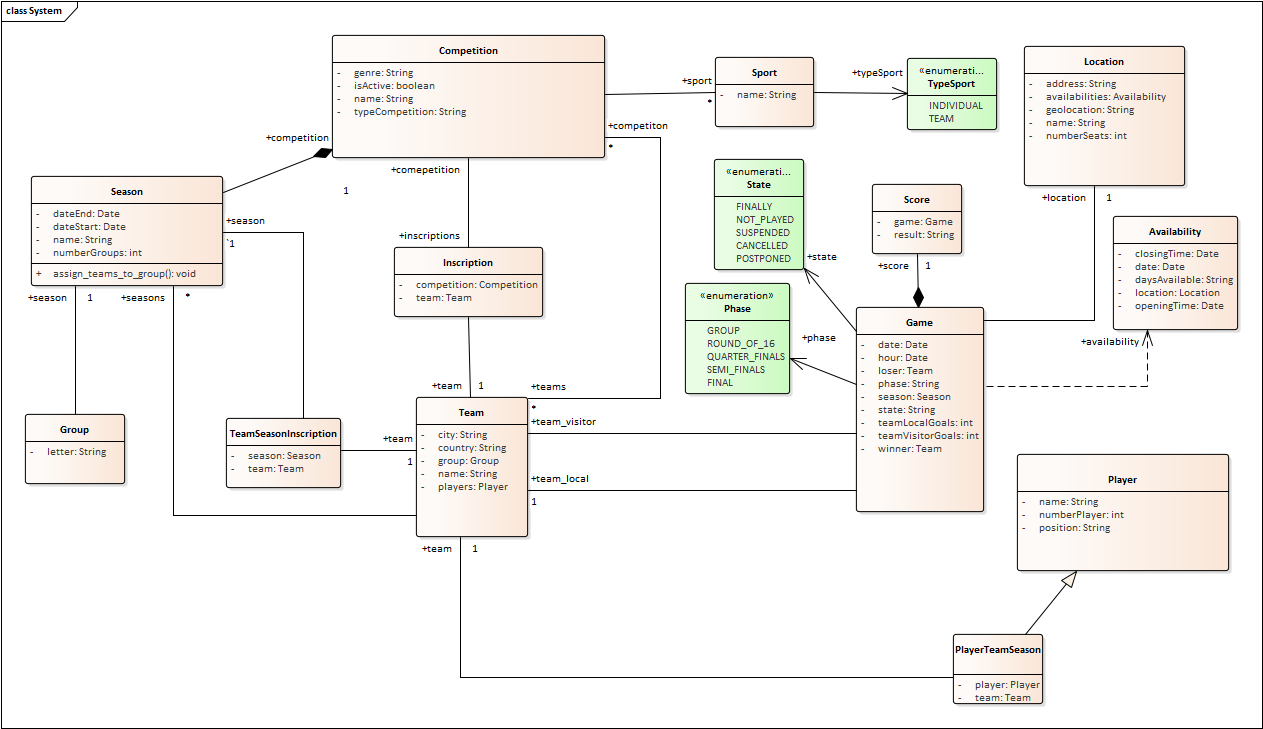 class System
Competition
- genre: String
- isActive: boolean
- name: String
- typeCompetition: String
+competition
1
+comepetition
+competiton
*
+sport
*
Sport
- name: String
+typeSport
«enumerati...
TypeSport
INDIVIDUAL
TEAM
Location
- address: String
- availabilities: Availability
- geolocation: String
- name: String
- numberSeats: int
+location
1
Season
- dateEnd: Date
- dateStart: Date
- name: String
- numberGroups: int
+ assign_teams_to_group(): void
+season
`1
+season
1
+seasons
*
+inscriptions
Inscription
- competition: Competition
- team: Team
«enumerati...
State
FINALLY
NOT_PLAYED
SUSPENDED
CANCELLED
POSTPONED
+state
Score
- game: Game
- result: String
+score
1
Availability
- closingTime: Date
- date: Date
- daysAvailable: String
- location: Location
- openingTime: Date
+availability
«enumeration»
Phase
GROUP
ROUND_OF_16
QUARTER_FINALS
SEMI_FINALS
FINAL
+phase
Game
- date: Date
- hour: Date
- loser: Team
- phase: String
- season: Season
- state: String
- teamLocalGoals: int
- teamVisitorGoals: int
- winner: Team
+team
1
+teams
*
+team_visitor
+team_local
1
Group
- letter: String
TeamSeasonInscription
- season: Season
- team: Team
+team
1
Team
- city: String
- country: String
- group: Group
- name: String
- players: Player
+team
1
Player
- name: String
- numberPlayer: int
- position: String
PlayerTeamSeason
- player: Player
- team: Team